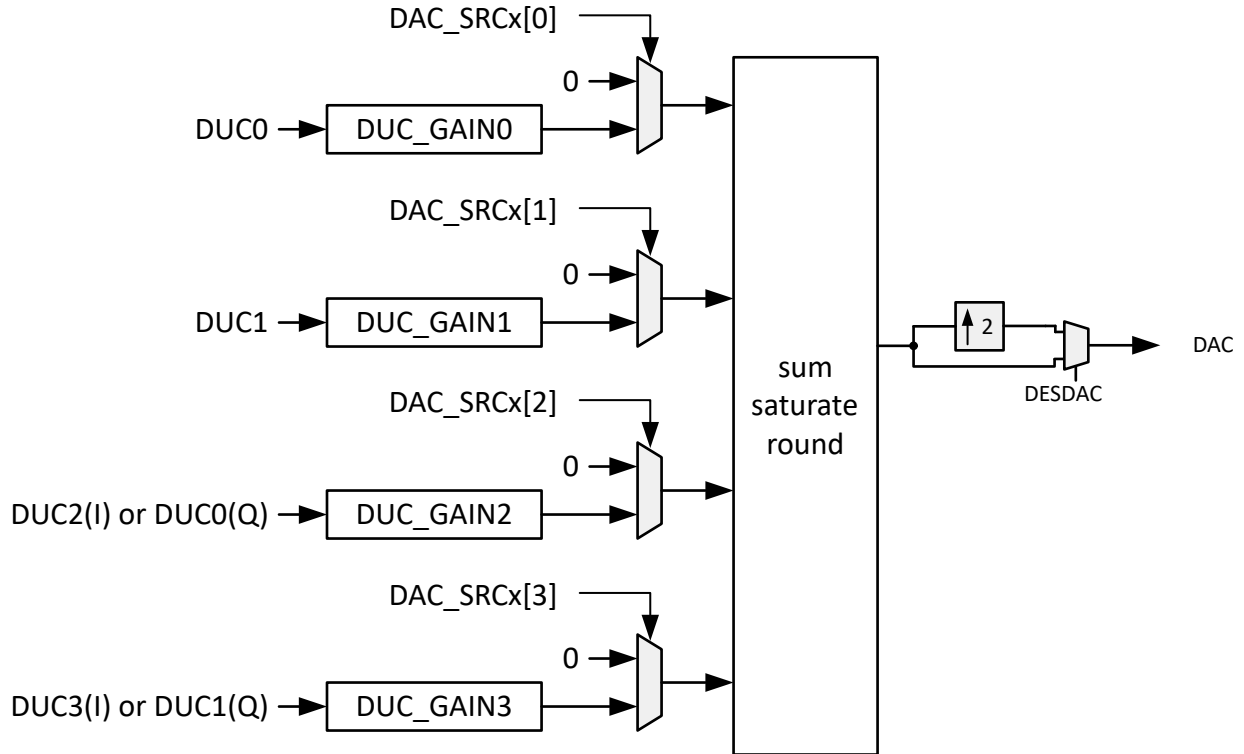 DAC_SRCx[0]
0
DUC0
DUC_GAIN0
DAC_SRCx[1]
0
DUC1
DUC_GAIN1
DAC_SRCx[2]
0
DUC2(I) or DUC0(Q)
DUC_GAIN2
DAC_SRCx[3]
0
DUC3(I) or DUC1(Q)
DUC_GAIN3
sum
saturate
round
2
DESDAC
DAC